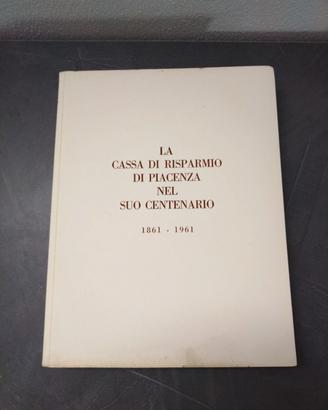 LA
CASSA DI RISPARMIO
DI PIACENZA
NEL
SUO CENTENARIO
1861 - 1961